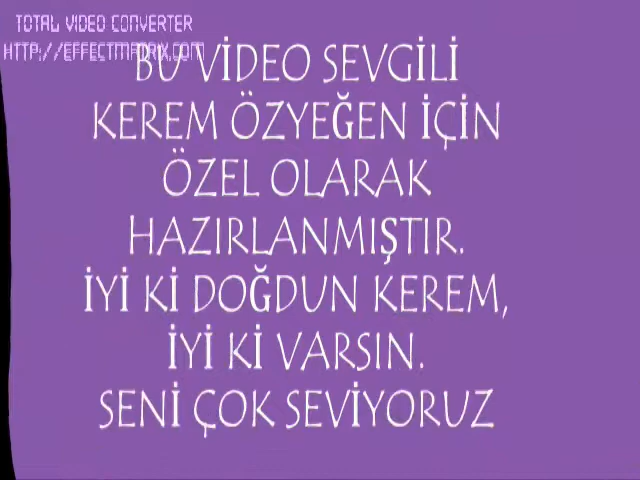 TOTAL VIDEO CONVERTER
HTTP://EFFECTMATRIX.COM
BU VİDEO SEVGİLİ
KEREM ÖZYEĞEN İÇİN
ÖZEL OLARAK
HAZIRLANMIŞTIR.
İYİ Kİ DOĞDUN KEREM,
İYİ Kİ VARSIN.
SENİ ÇOK SEVİYORUZ